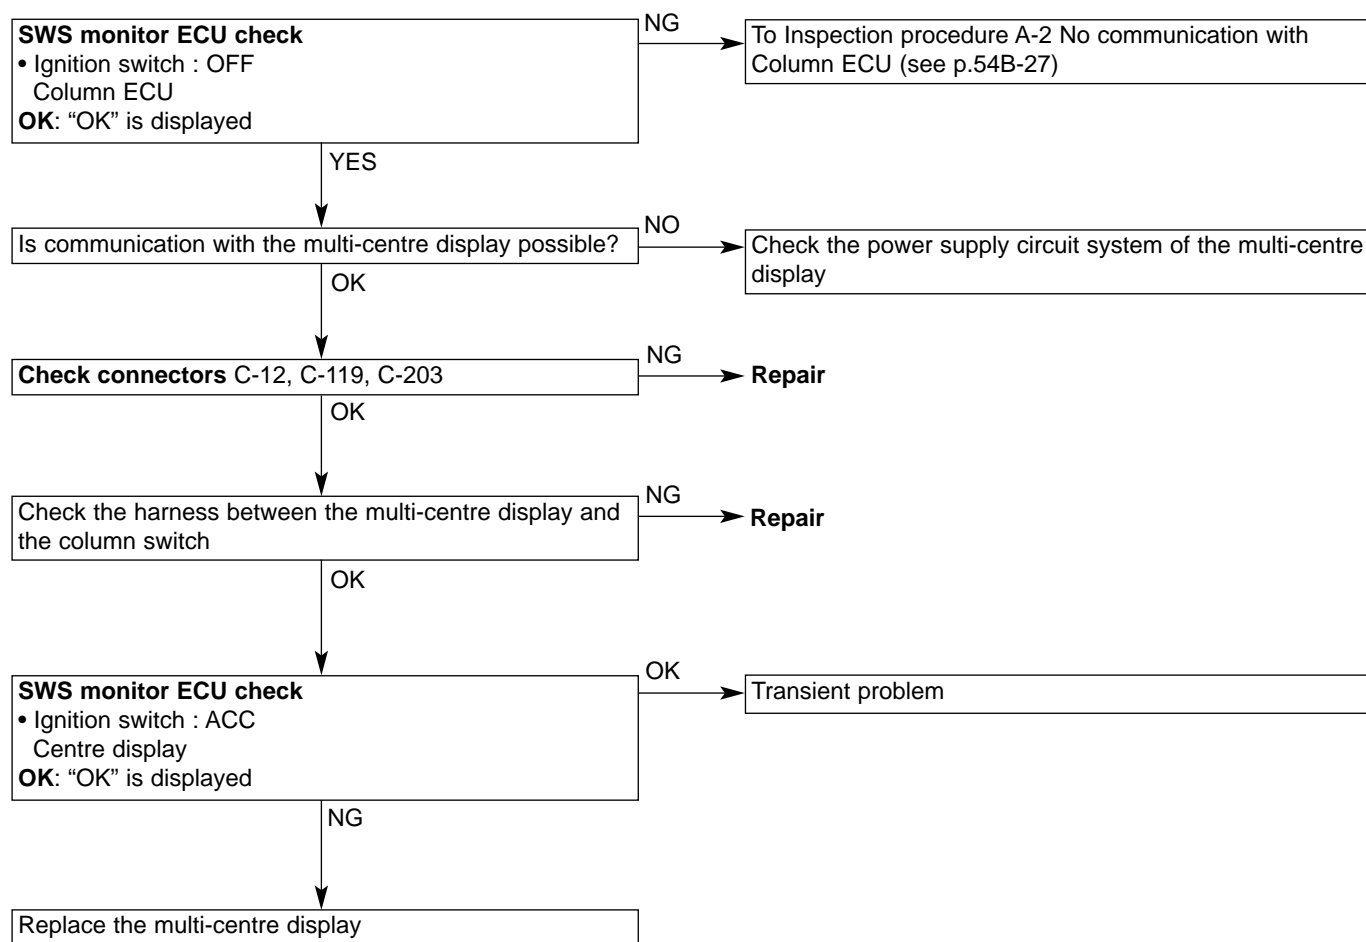 SWS monitor ECU check
• Ignition switch : OFF
Column ECU
OK: “OK” is displayed
NG
To Inspection procedure A-2 No communication with
Column ECU (see p.54B-27)
YES
Is communication with the multi-centre display possible?
NO
Check the power supply circuit system of the multi-centre
display
OK
Check connectors C-12, C-119, C-203
NG
Repair
OK
Check the harness between the multi-centre display and
the column switch
NG
Repair
OK
SWS monitor ECU check
• Ignition switch : ACC
Centre display
OK: “OK” is displayed
OK
Transient problem
NG
Replace the multi-centre display